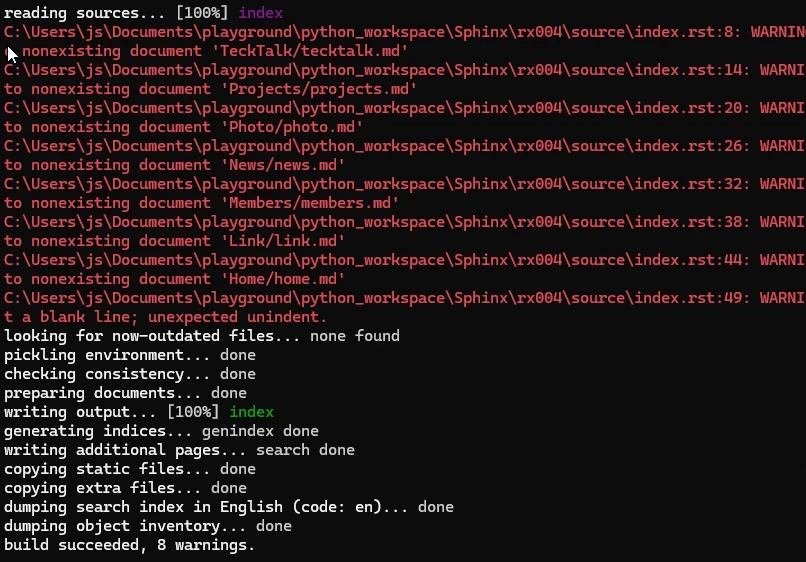 reading sources... [100%] index
C:\Users\js\Documents\playground\python_workspace\Sphinx\rx004\source\index.rst:8: WARNIN
nonexisting document 'TeckTalk/tecktalk.md'
C:\Users\js\Documents\playground\python_workspace\Sphinx\rx004\source\index.rst:14: WARNI
to nonexisting document 'Projects/projects.md'
C:\Users\js\Documents\playground\python_workspace\Sphinx\rx004\source\index.rst:20: WARNI
to nonexisting document 'Photo/photo.md'
C:\Users\js\Documents\playground\python_workspace\Sphinx\rx004\source\index.rst:26: WARNI
to nonexisting document 'News/news.md'
C:\Users\js\Documents\playground\python_workspace\Sphinx\rx004\source\index.rst:32: WARNI
to nonexisting document 'Members/members.md'
C:\Users\js\Documents\playground\python_workspace\Sphinx\rx004\source\index.rst:38: WARNI
to nonexisting document 'Link/link.md'
C:\Users\js\Documents\playground\python_workspace\Sphinx\rx004\source\index.rst:44: WARNI
to nonexisting document 'Home/home.md'
C:\Users\js\Documents\playground\python_workspace\Sphinx\rx004\source\index.rst:49: WARNI
t a blank line; unexpected unindent.
looking for now-outdated files... none found
pickling environment... done
checking consistency... done
preparing documents... done
writing output... [100%] index
generating indices... genindex done
writing additional pages... search done
copying static files... done
copying extra files... done
dumping search index in English (code: en)... done
dumping object inventory... done
build succeeded, 8 warnings.